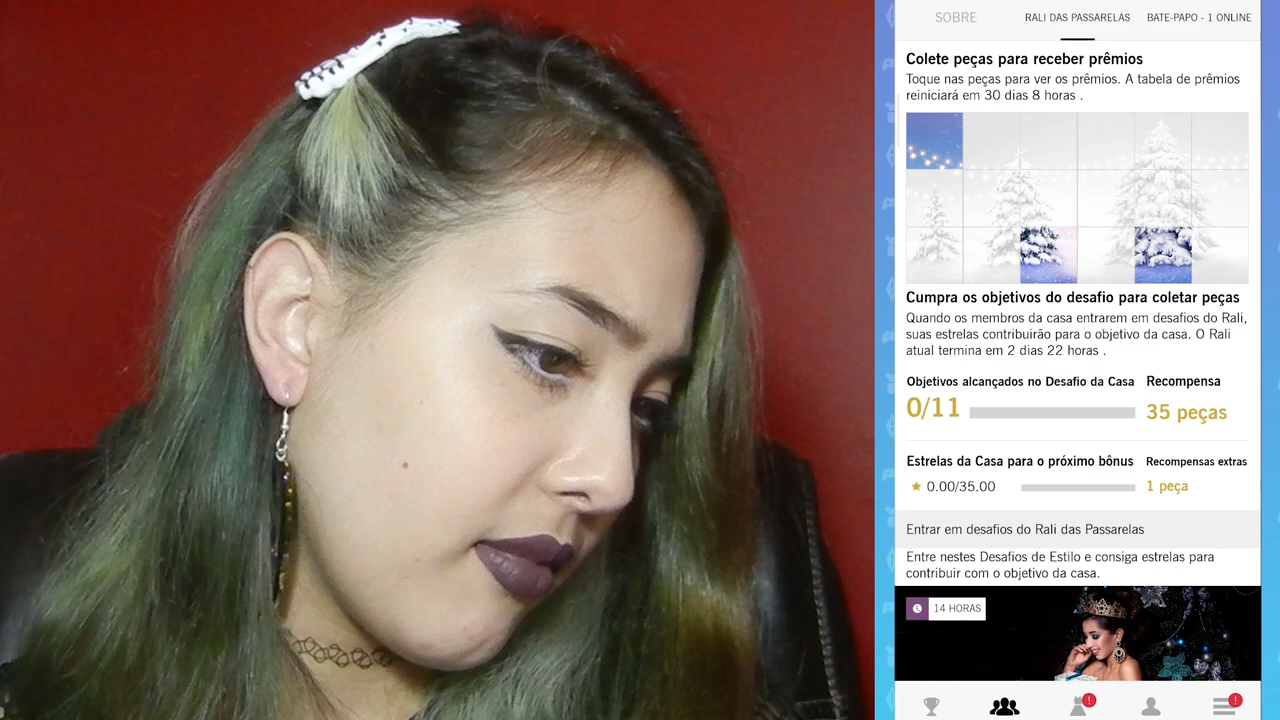 SOBRE
RALI DAS PASSARELAS
BATE-PAPO - 1 ONLINE
Colete peças para receber prêmios
Toque nas peças para ver os prêmios. A tabela de prêmios
reiniciará em 30 dias 8 horas .
Cumpra os objetivos do desafio para coletar peças
Quando os membros da casa entrarem em desafios do Rali,
suas estrelas contribuirão para o objetivo da casa. O Rali
atual termina em 2 dias 22 horas .
Objetivos alcançados no Desafio da Casa
Recompensa
0/11
35 peças
Estrelas da Casa para o próximo bônus
Recompensas extras
0.00/35.00
1 peça
Entrar em desafios do Rali das Passarelas
Entre nestes Desafios de Estilo e consiga estrelas para
contribuir com o objetivo da casa.
14 HORAS